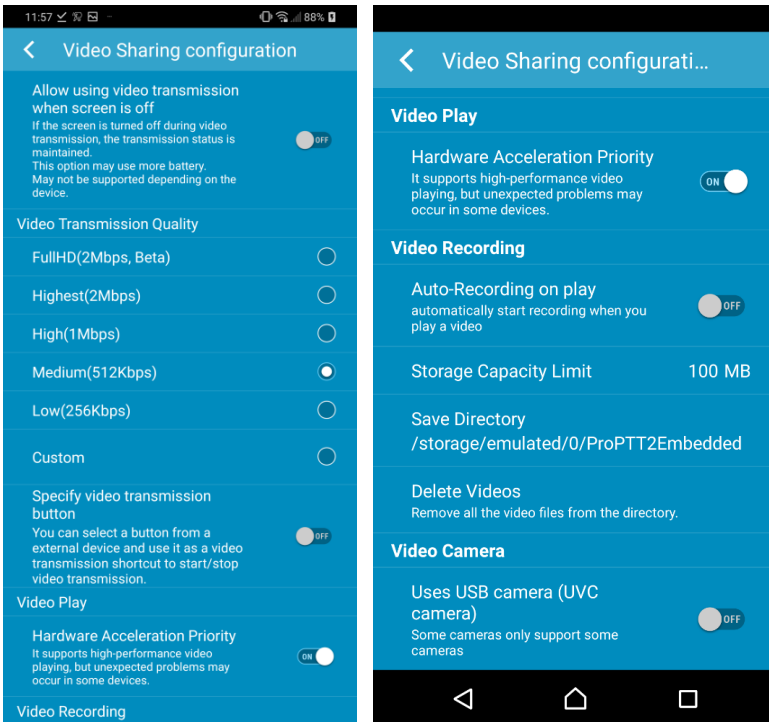 11:57
88%
Video Sharing configuration
Allow using video transmission
when screen is off
If the screen is turned off during video
transmission, the transmission status is
maintained.
This option may use more battery.
May not be supported depending on the
device.
OFF
Video Transmission Quality
FullHD(2Mbps, Beta)
Highest(2Mbps)
High(1Mbps)
Medium(512Kbps)
Low(256Kbps)
Custom
Specify video transmission
button
You can select a button from a
external device and use it as a video
transmission shortcut to start/stop
video transmission.
OFF
Video Play
Hardware Acceleration Priority
It supports high-performance video
playing, but unexpected problems may
occur in some devices.
ON
Video Recording
Video Sharing configurati...
Video Play
Hardware Acceleration Priority
It supports high-performance video
playing, but unexpected problems may
occur in some devices.
ON
Video Recording
Auto-Recording on play
automatically start recording when you
play a video
OFF
Storage Capacity Limit 100 MB
Save Directory
/storage/emulated/0/ProPTT2Embedded
Delete Videos
Remove all the video files from the directory.
Video Camera
Uses USB camera (UVC
camera)
Some cameras only support some
cameras
OFF